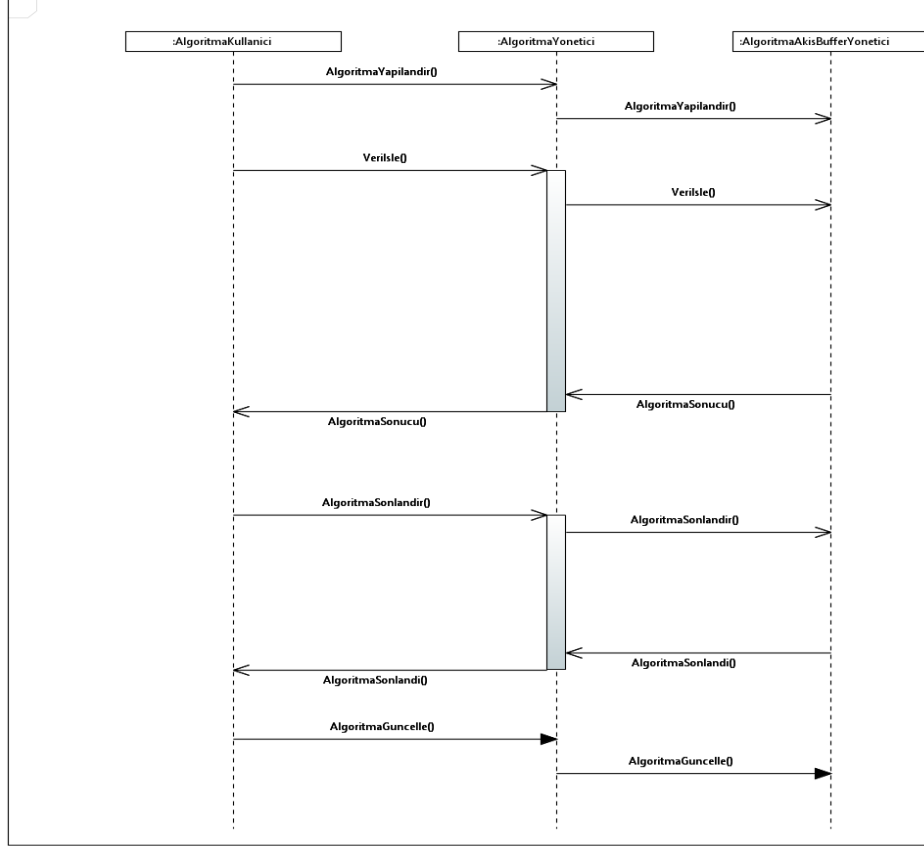 :AlgoritmaKullanici
:AlgoritmaYonetici
:AlgoritmaAkisBufferYonetici
AlgoritmaYapilandir()
AlgoritmaYapilandir()
VeriIsle()
VeriIsle()
AlgoritmaSonucu()
AlgoritmaSonucu()
AlgoritmaSonlandir()
AlgoritmaSonlandir()
AlgoritmaSonlandi()
AlgoritmaSonlandi()
AlgoritmaGuncelle()
AlgoritmaGuncelle()